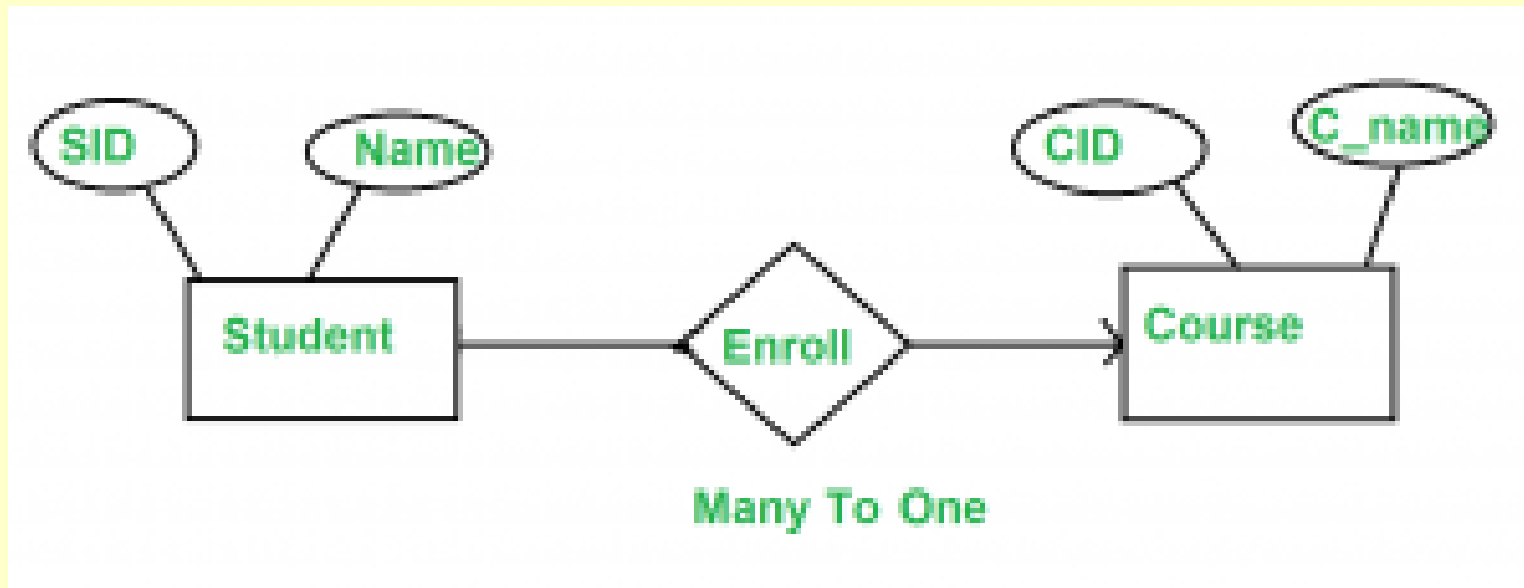 SID
Name
CID
C_name
Student
Enroll
Course
Many To One